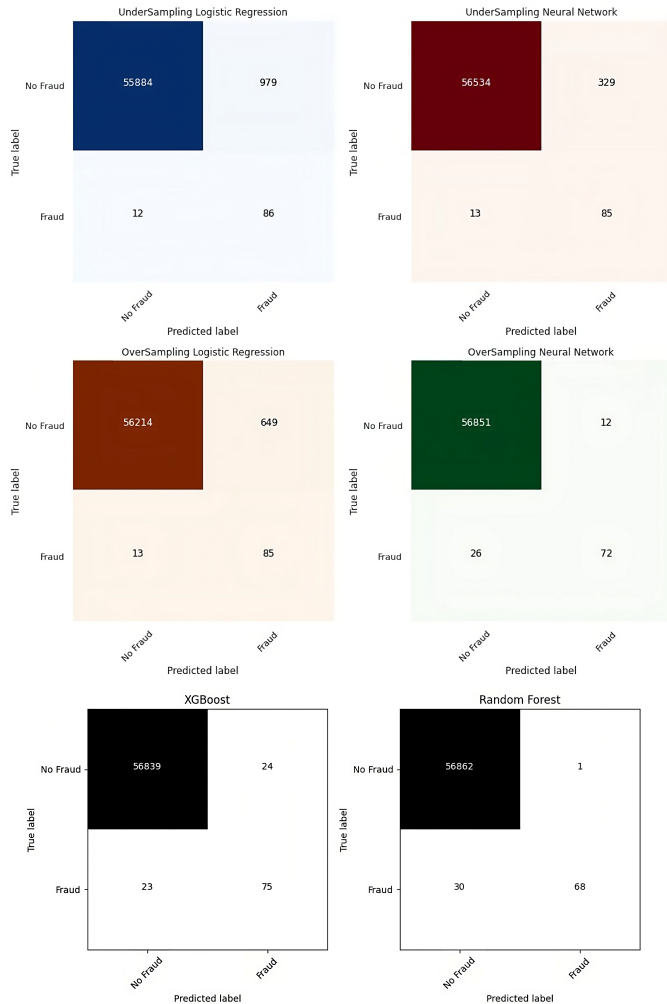 UnderSampling Logistic Regression
No Fraud
55884
979
True label
Fraud
12
86
No Fraud
Fraud
Predicted label
UnderSampling Neural Network
No Fraud
56534
329
True label
Fraud
13
85
No Fraud
Fraud
Predicted label
OverSampling Logistic Regression
No Fraud
56214
649
True label
Fraud
13
85
No Fraud
Fraud
Predicted label
OverSampling Neural Network
No Fraud
56851
12
True label
Fraud
26
72
No Fraud
Fraud
Predicted label
XGBoost
No Fraud
56839
24
True label
Fraud
23
75
No Fraud
Fraud
Predicted label
Random Forest
No Fraud
56862
1
True label
Fraud
30
68
No Fraud
Fraud
Predicted label